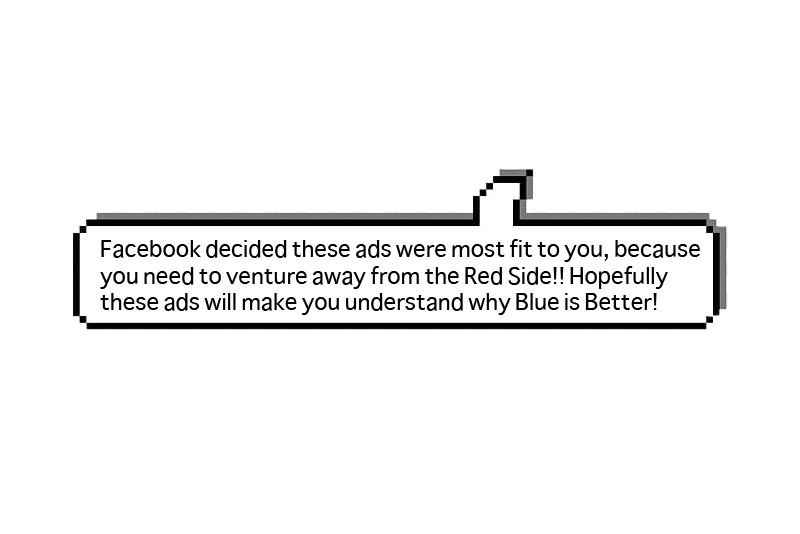 Facebook decided these ads were most fit to you, because
you need to venture away from the Red Side!! Hopefully
these ads will make you understand why Blue is Better!